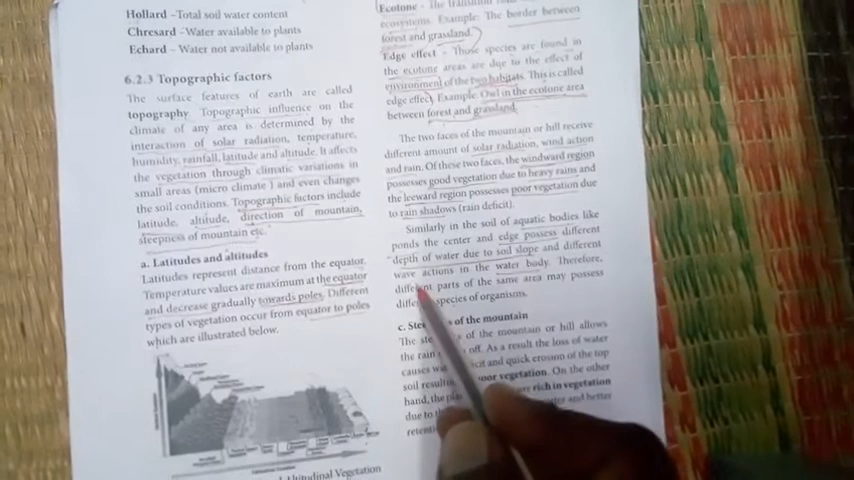 Hollard –Total soil water content
Chresard –Water available to plants
Echard – Water not available to plants
6.2.3 Topographic factors
The surface features of earth are called
topography. Topographic influence on the
climate of any area is determined by the
interaction of solar radiation, temperature,
humidity, rainfall, latitude and altitude. It affects
the vegetation through climatic variations in
small areas (micro climate ) and even changes
the soil conditions. Topographic factors include
latitude, altitude, direction of mountain,
steepness of mountain etc.
a. Latitudes and altitudes
Latitudes represent distance from the equator.
Temperature values are maximum at the equator
and decrease gradually towards poles. Different
types of vegetation occur from equator to poles
which are illustrated below.
Altitudinal Vegetation
Ecotone - The
ecosystems. Example: The border between
forest and grassland.
Edge effect - Those species are found in
the ecotone areas are due to the effect of
environment of the two habitats. This is called
edge effect. Example: Owl in the ecotone area
between forest and grassland.
The two faces of the mountain or hill receive
different amount of solar radiation, wind action
and rain. Of these two faces, the windward region
possesses good vegetation due to heavy rains and
the leeward region possesses poor vegetation due
to rain shadows (rain deficit).
Similarly in the soil of aquatic bodies like
ponds the center and edge possess different
depth of water due to soil slope and different
wave actions in the water body. Therefore,
different parts of the same area may possess
species of organisms.
of the mountain
The of the mountain or hill allows
the rain off. As a result the loss of water
causes and quick erosion of the top
soil poor vegetation. On the other
hand, the rich in vegetation
due to and better